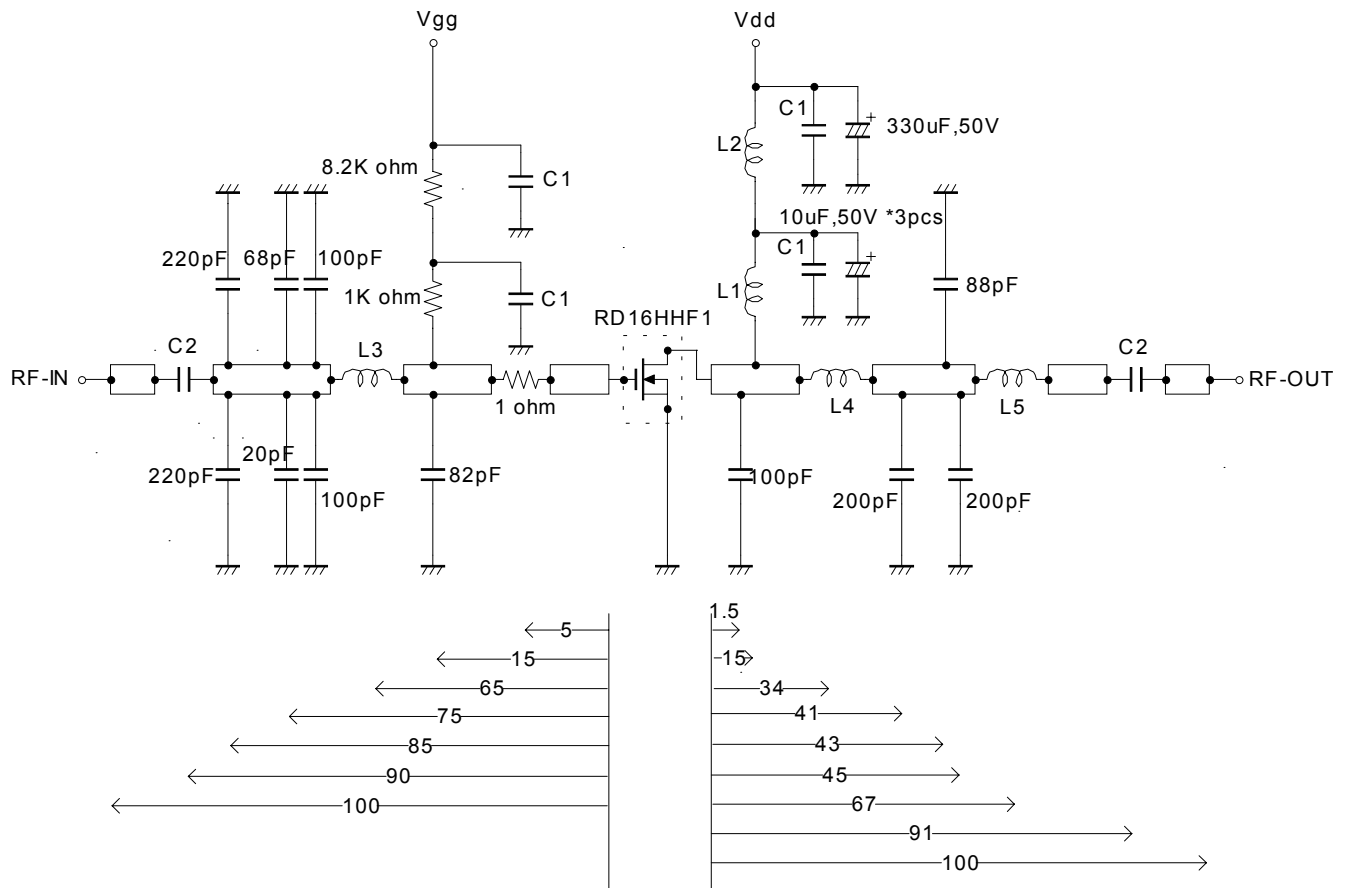 Vgg
Vdd
C1
330uF,50V
L2
8.2K ohm
C1
10uF,50V *3pcs
C1
220pF
68pF
100pF
1K ohm
C1
L1
88pF
RD16HHF1
C2
L3
C2
RF-IN
RF-OUT
1 ohm
L4
L5
220pF
20pF
100pF
82pF
100pF
200pF
200pF
1.5
5
15
15
65
34
75
41
85
43
90
45
100
67
91
100